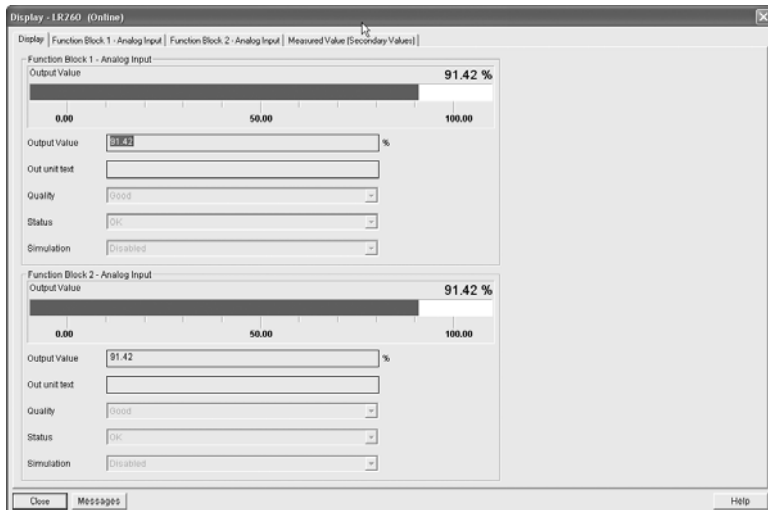 Display - LR260 (Online)
Display Function Block 1 - Analog Input Function Block 2 - Analog Input Measured Value (Secondary Values)
Function Block 1 - Analog Input
Output Value 91.42 %
0.00 50.00 100.00
Output Value 91.42 %
Out unit text
Quality Good
Status OK
Simulation Disabled
Function Block 2 - Analog Input
Output Value 91.42 %
0.00 50.00 100.00
Output Value 91.42 %
Out unit text
Quality Good
Status OK
Simulation Disabled
Close Messages Help